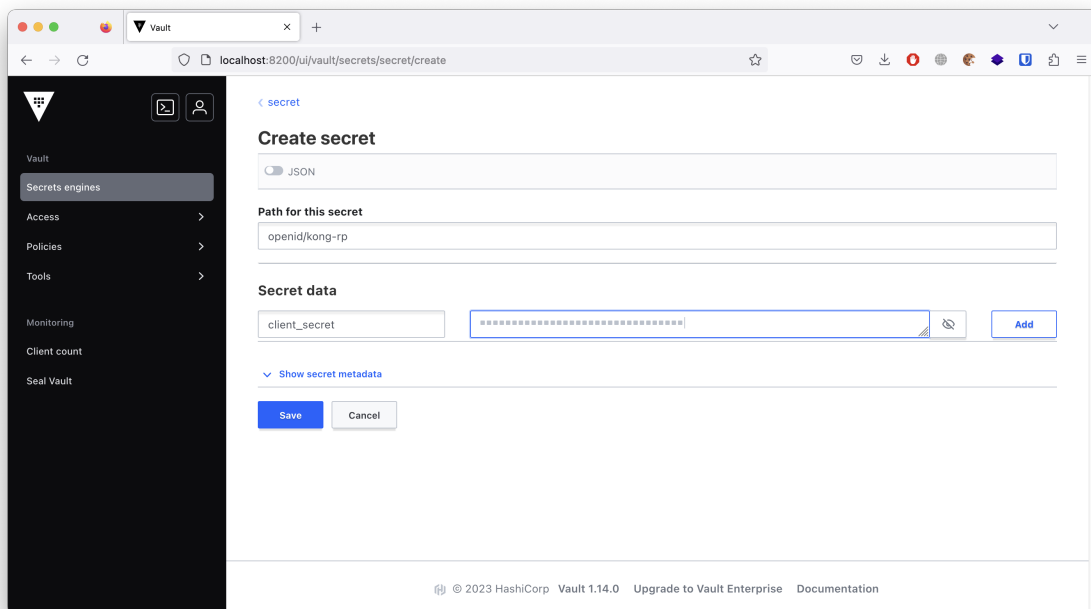 Vault
localhost:8200/ui/vault/secrets/secret/create
secret
Create secret
JSON
Vault
Secrets engines
Access
Policies
Tools
Monitoring
Client count
Seal Vault
Path for this secret
openid/kong-rp
Secret data
client_secret
Add
Show secret metadata
Save
Cancel
© 2023 HashiCorp Vault 1.14.0 Upgrade to Vault Enterprise Documentation